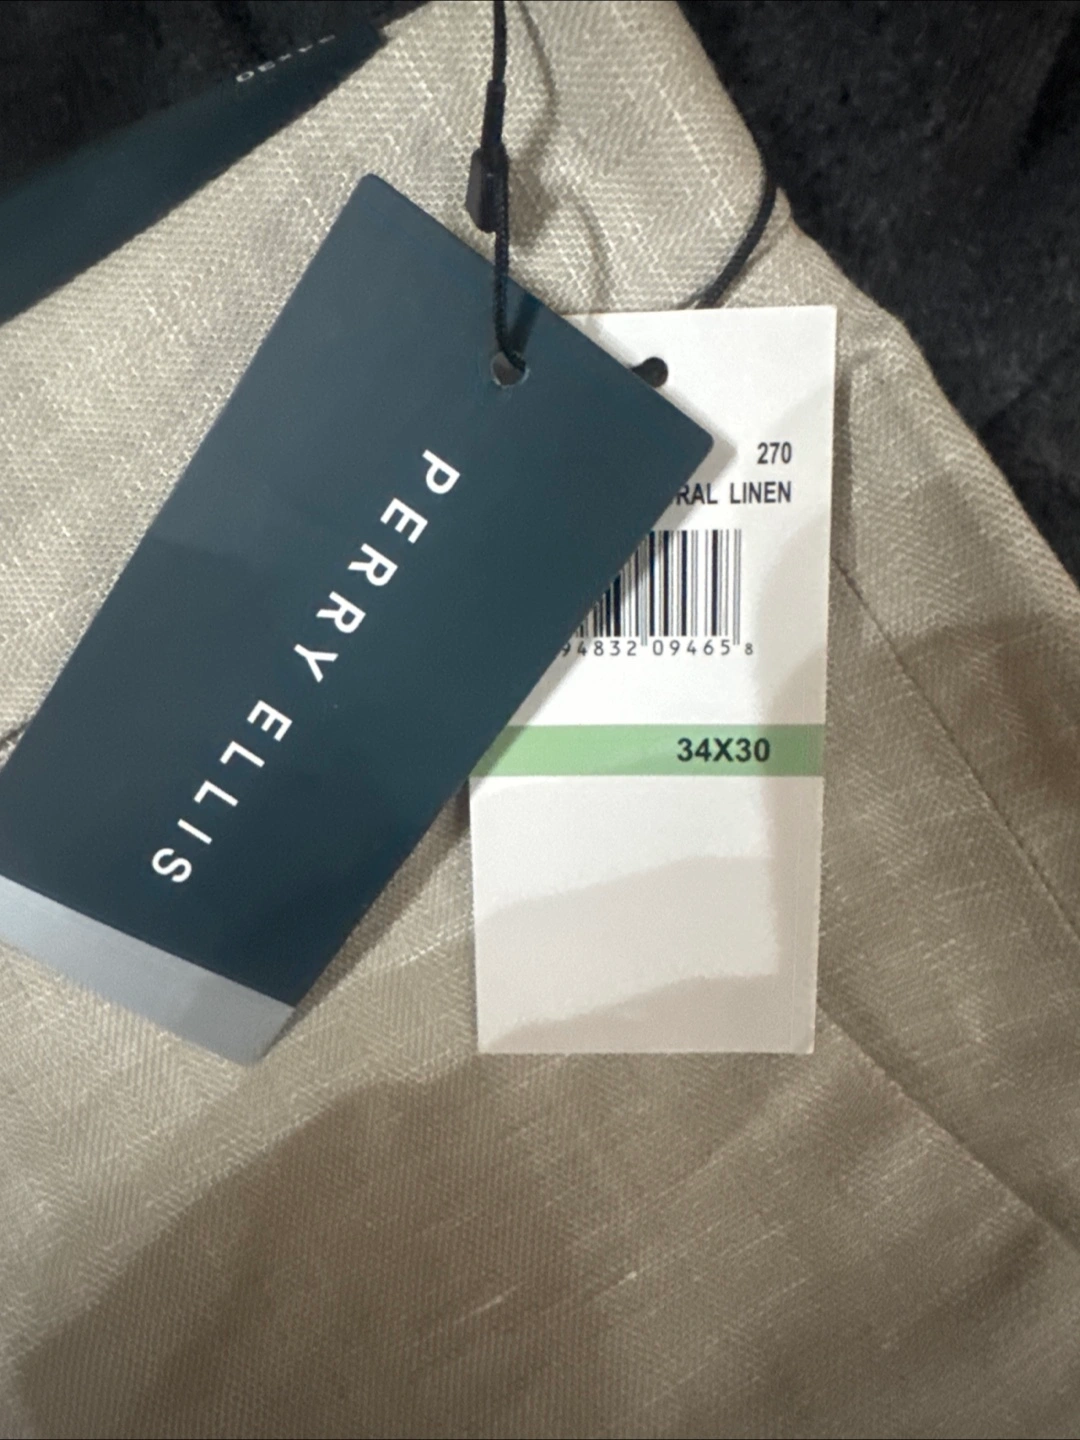 PERRY ELLIS
270
RAL LINEN
94832 09465 8
34X30